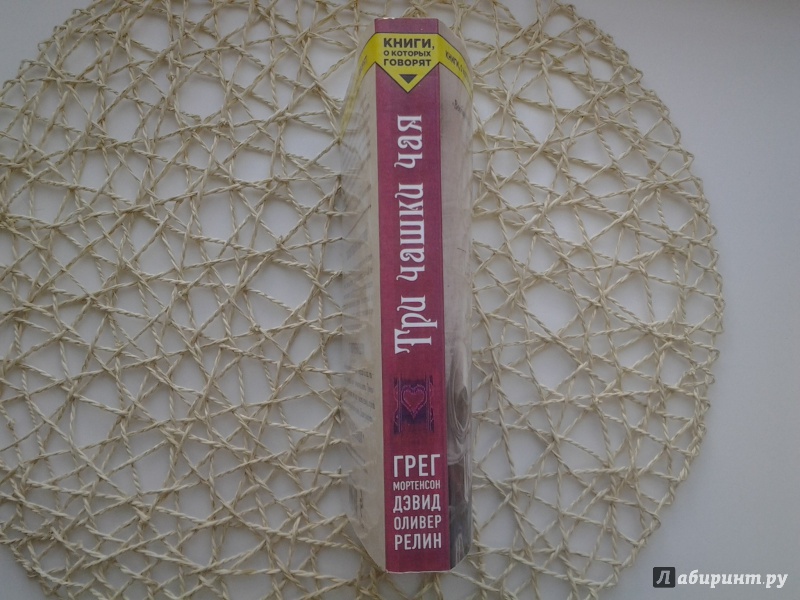 КНИГИ,
О КОТОРЫХ
ГОВОРЯТ
Три чашки чая
ГРЕГ
МОРТЕНСОН
ДЭВИД
ОЛИВЕР
РЕЛИН
Лабиринт.ру